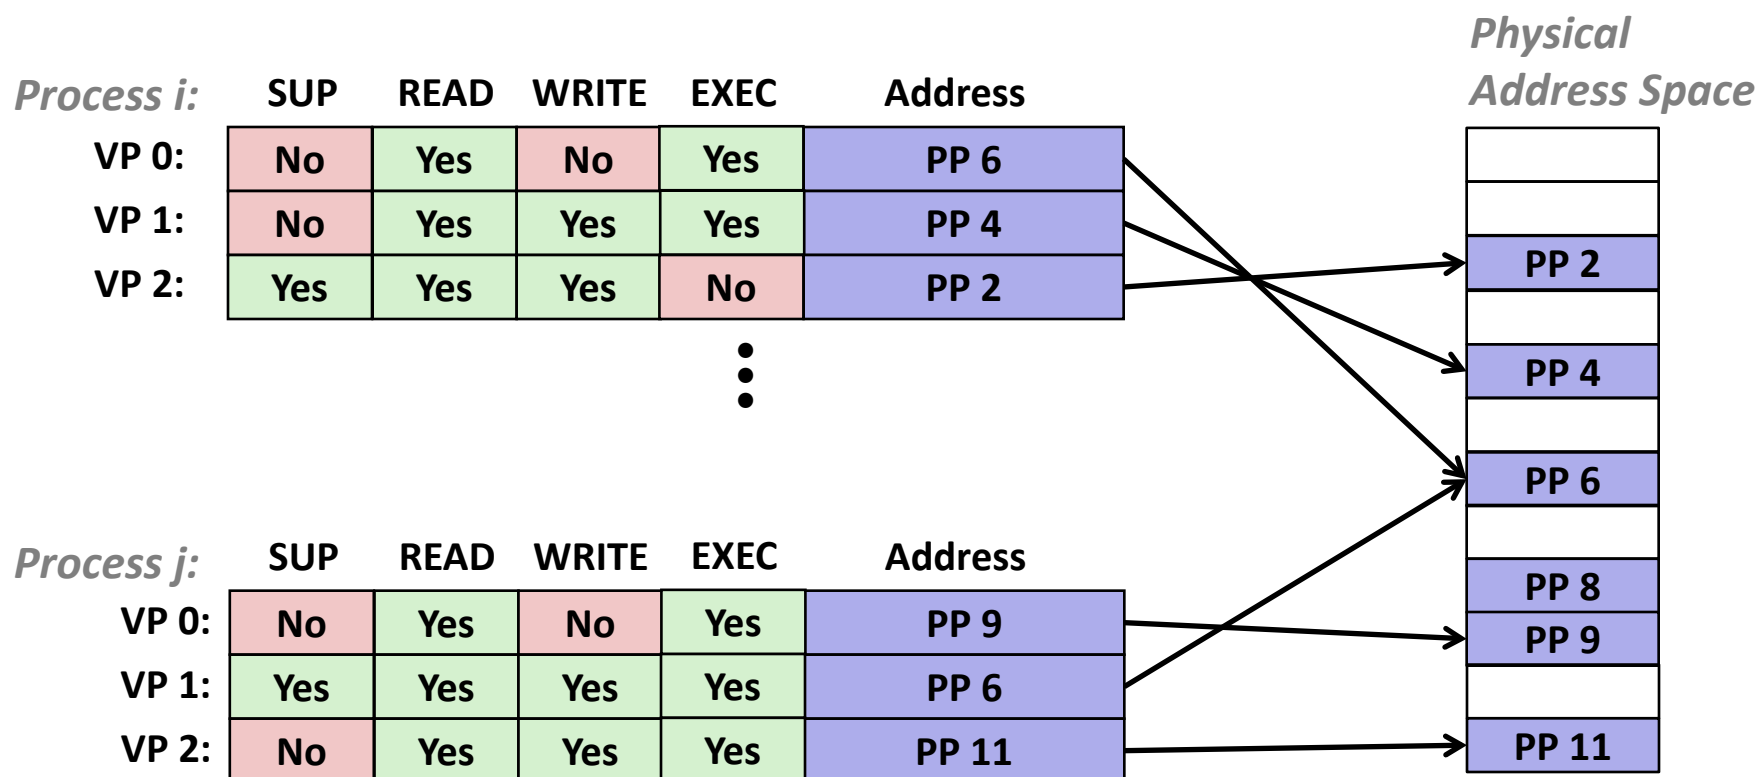 Physical
Address Space
Process i: SUP READ WRITE EXEC Address
VP 0: No Yes No Yes PP 6
VP 1: No Yes Yes Yes PP 4
VP 2: Yes Yes Yes No PP 2
PP 2
PP 4
PP 6
Process j: SUP READ WRITE EXEC Address
PP 8
VP 0: No Yes No Yes PP 9
PP 9
VP 1: Yes Yes Yes Yes PP 6
VP 2: No Yes Yes Yes PP 11
PP 11